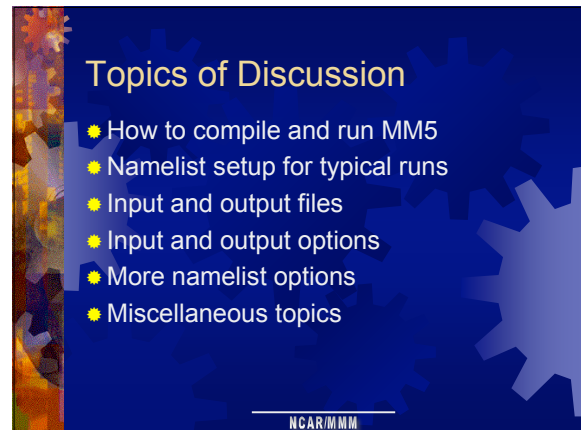 Topics of Discussion
How to compile and run MM5
Namelist setup for typical runs
Input and output files
Input and output options
More namelist options
Miscellaneous topics
NCAR/MMM